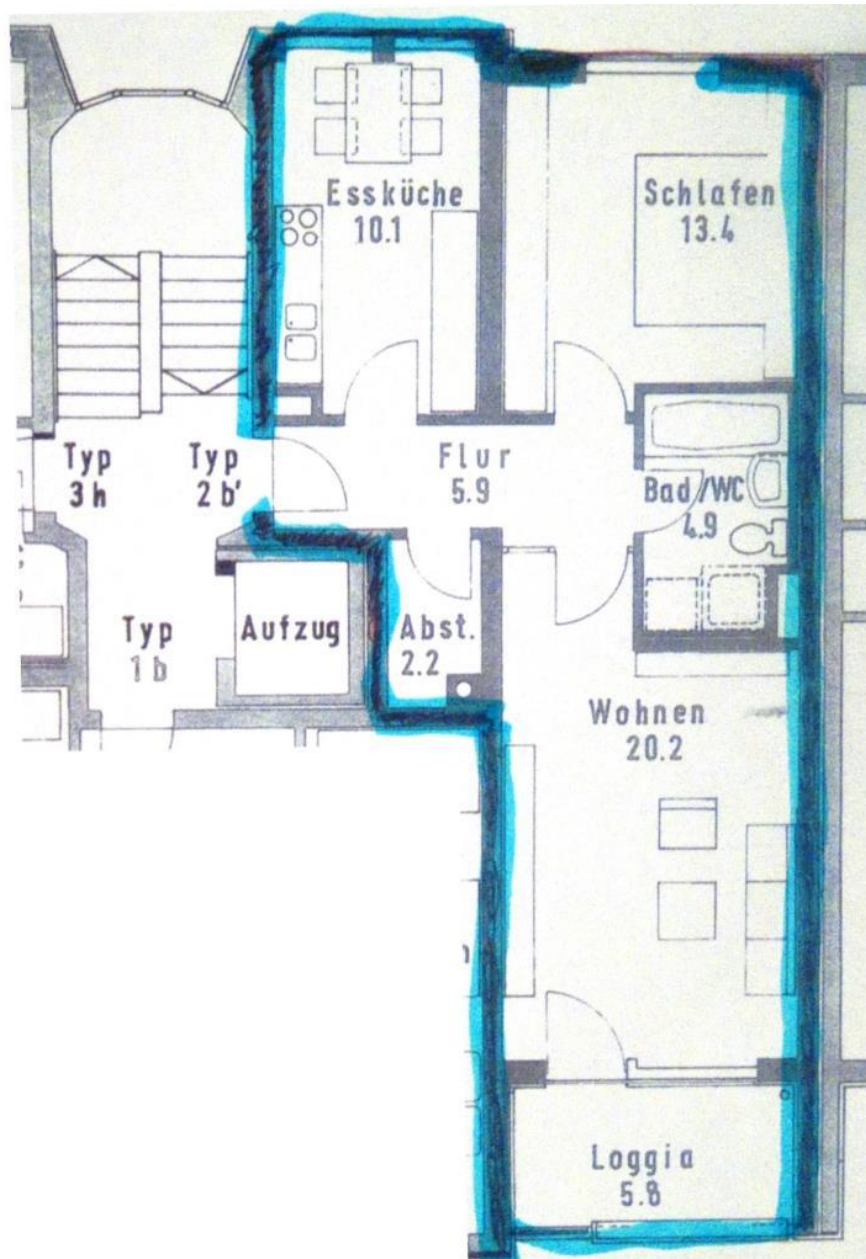 Essküche
10.1
Schlafen
13.4
Typ
3h
Typ
2b'
Flur
5.9
Bad/WC
4.9
Typ
1b
Aufzug
Abst.
2.2
Wohnen
20.2
Loggia
5.8